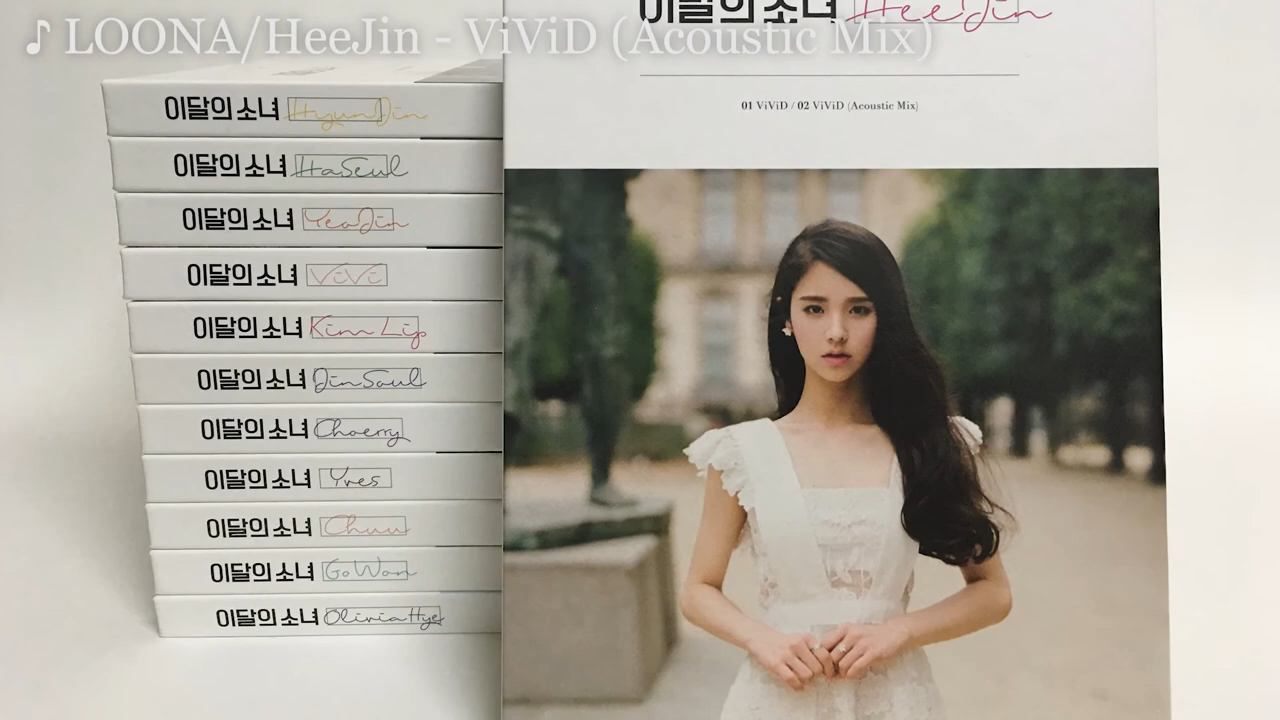 ♪ LOONA/HeeJin - ViViD (Acoustic Mix)
이달의 소녀 HeeJin
01 ViViD / 02 ViViD (Acoustic Mix)
이달의 소녀 HyunJin
이달의 소녀 HaSeul
이달의 소녀 YeoJin
이달의 소녀 ViVi
이달의 소녀 Kim Lip
이달의 소녀 JinSoul
이달의 소녀 Choerry
이달의 소녀 Yves
이달의 소녀 Chuu
이달의 소녀 GoWon
이달의 소녀 Olivia Hye